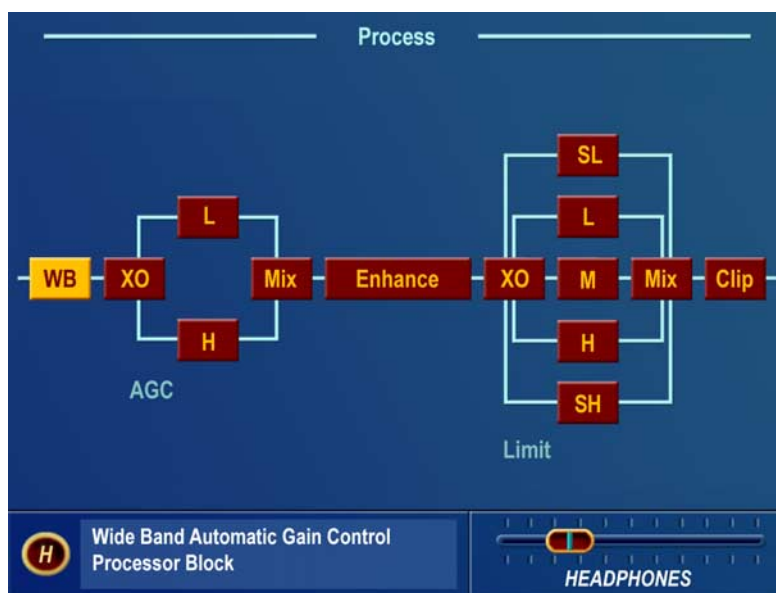 Process
SL
L
L
WB XO Mix Enhance XO M Mix Clip
H
H
AGC
SH
Limit
H
Wide Band Automatic Gain Control
Processor Block
HEADPHONES